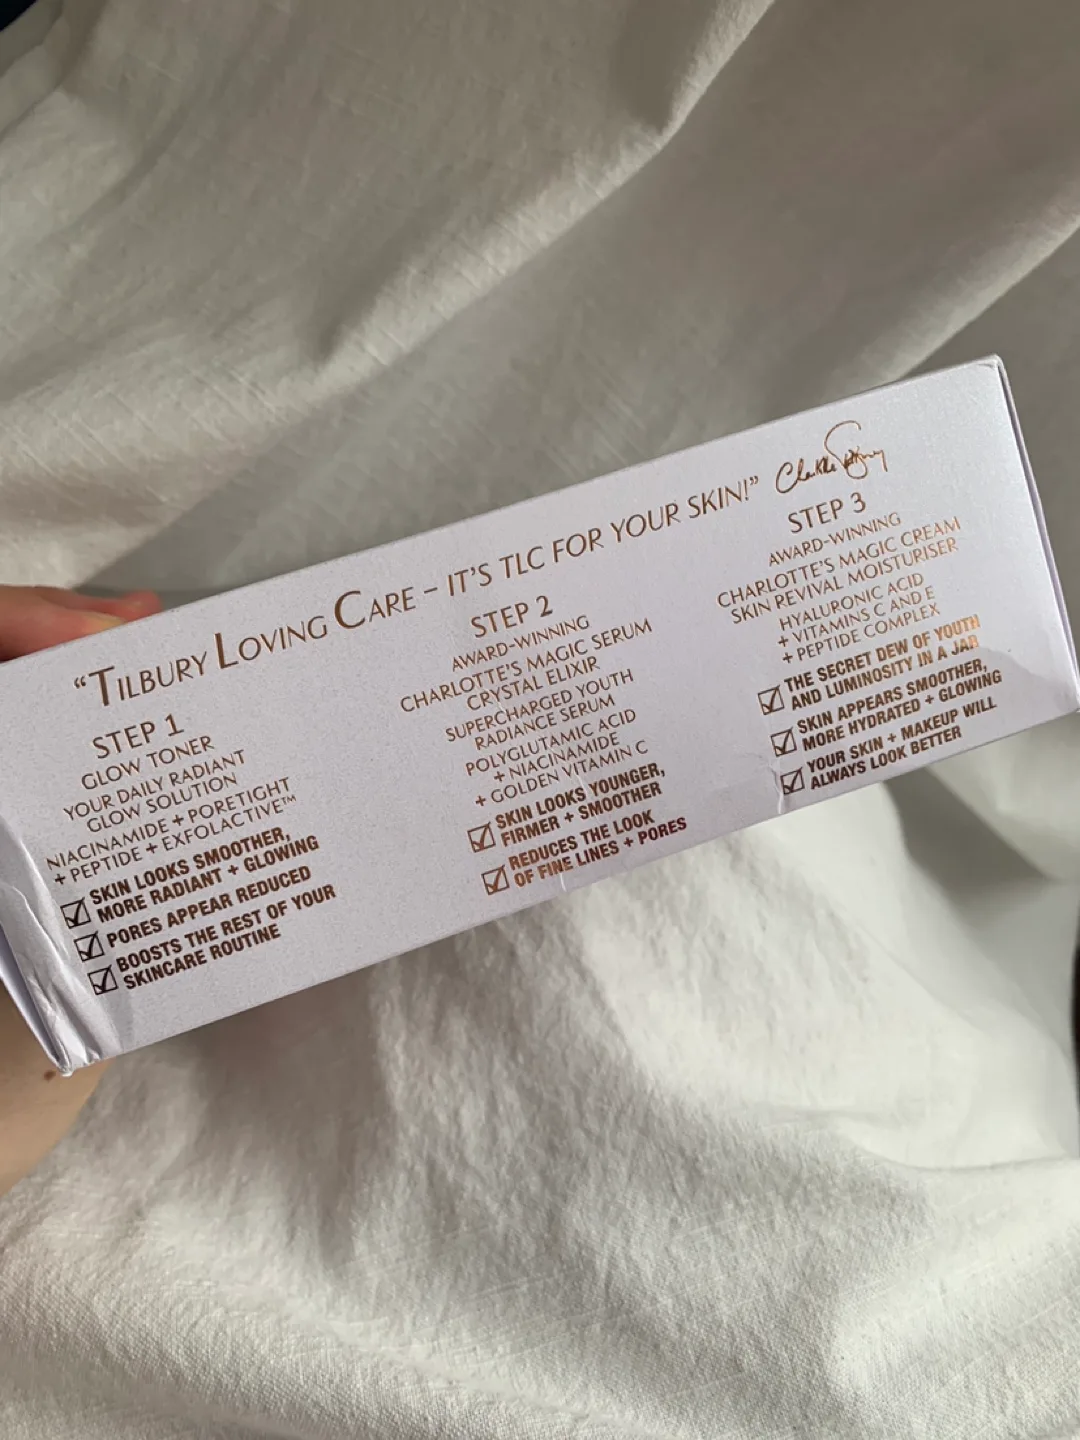 "TILBURY LOVING CARE – IT'S TLC FOR YOUR SKIN!" Charlotte Tilbury
STEP 1
GLOW TONER
YOUR DAILY RADIANT
GLOW SOLUTION
NIACINAMIDE + PORETIGHT
+ PEPTIDE + EXFOLACTIVE™
☑ SKIN LOOKS SMOOTHER,
MORE RADIANT + GLOWING
☑ PORES APPEAR REDUCED
☑ BOOSTS THE REST OF YOUR
SKINCARE ROUTINE
STEP 2
AWARD-WINNING
CHARLOTTE'S MAGIC SERUM
CRYSTAL ELIXIR
SUPERCHARGED YOUTH
RADIANCE SERUM
POLYGLUTAMIC ACID
+ NIACINAMIDE
+ GOLDEN VITAMIN C
☑ SKIN LOOKS YOUNGER,
FIRMER + SMOOTHER
☑ REDUCES THE LOOK
OF FINE LINES + PORES
STEP 3
AWARD-WINNING
CHARLOTTE'S MAGIC CREAM
SKIN REVIVAL MOISTURISER
HYALURONIC ACID
+ VITAMINS C AND E
+ PEPTIDE COMPLEX
☑ THE SECRET DEW OF YOUTH
AND LUMINOSITY IN A JAR
☑ SKIN APPEARS SMOOTHER,
MORE HYDRATED + GLOWING
☑ YOUR SKIN + MAKEUP WILL
ALWAYS LOOK BETTER